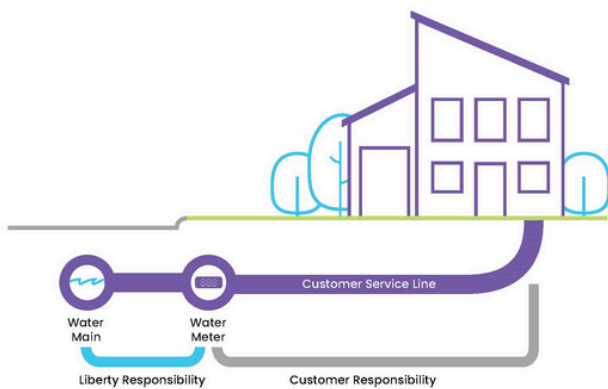 Customer Service Line
Water
Main
Water
Meter
Liberty Responsibility
Customer Responsibility